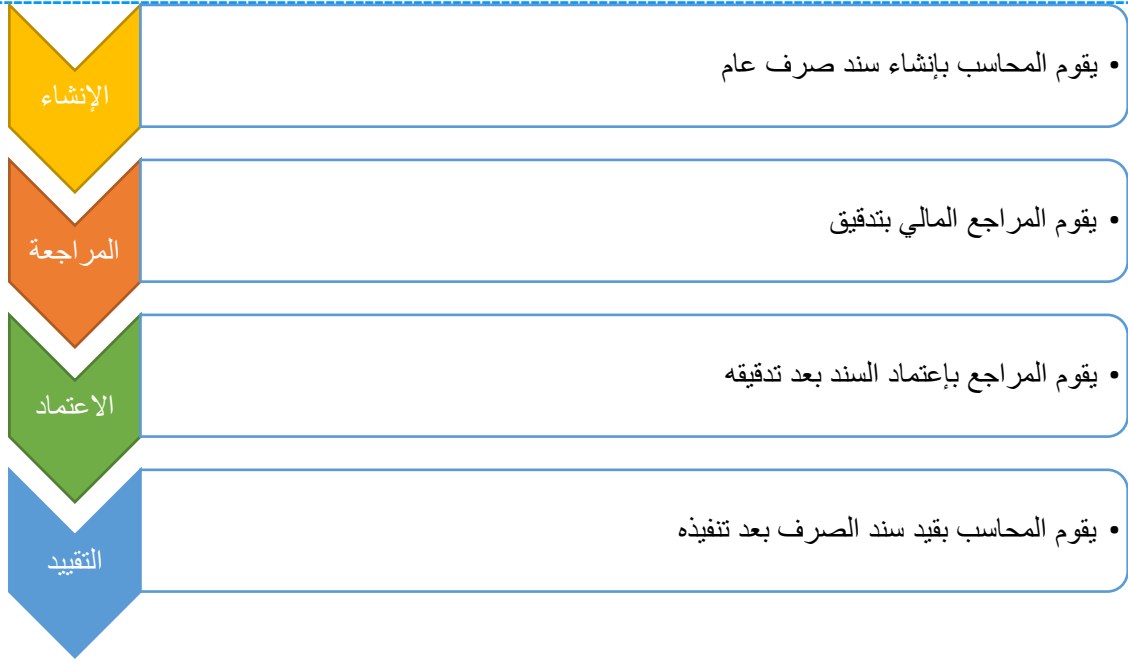 الإنشاء
• يقوم المحاسب بإنشاء سند صرف عام
المراجعة
• يقوم المراجع المالي بتدقيق
الاعتماد
• يقوم المراجع بإعتماد السند بعد تدقيقه
التقييد
• يقوم المحاسب بقيد سند الصرف بعد تنفيذه